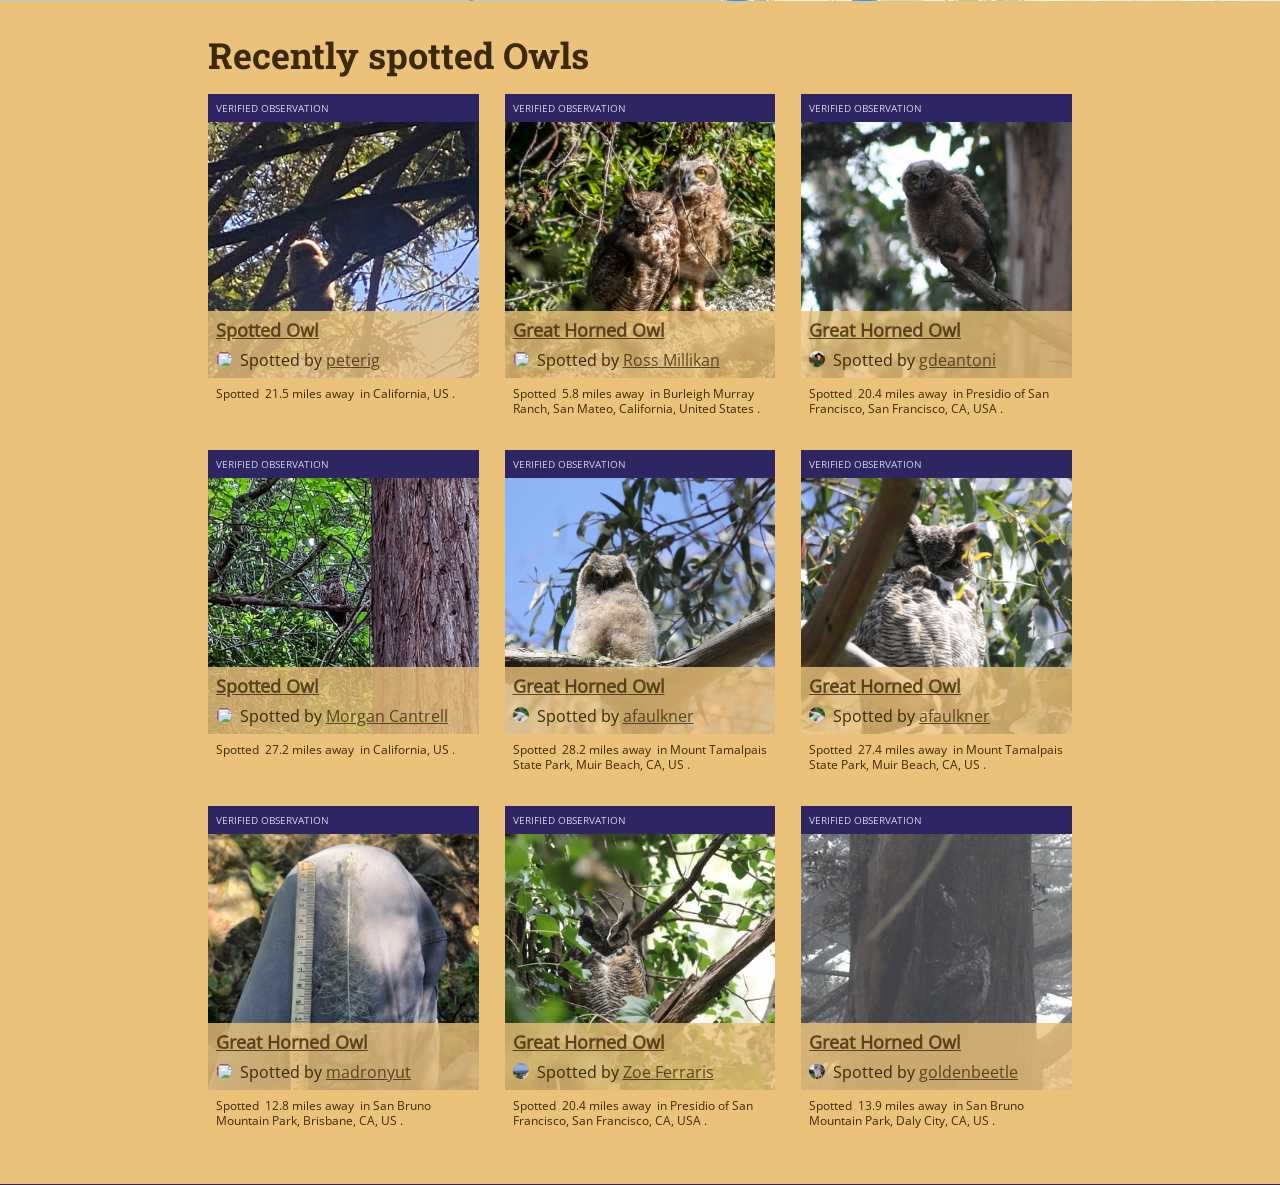 Recently spotted Owls
VERIFIED OBSERVATION
Spotted Owl
Spotted by peterig
Spotted 21.5 miles away in California, US .
VERIFIED OBSERVATION
Great Horned Owl
Spotted by Ross Millikan
Spotted 5.8 miles away in Burleigh Murray
Ranch, San Mateo, California, United States .
VERIFIED OBSERVATION
Great Horned Owl
Spotted by gdeantoni
Spotted 20.4 miles away in Presidio of San
Francisco, San Francisco, CA, USA .
VERIFIED OBSERVATION
Spotted Owl
Spotted by Morgan Cantrell
Spotted 27.2 miles away in California, US .
VERIFIED OBSERVATION
Great Horned Owl
Spotted by afaulkner
Spotted 28.2 miles away in Mount Tamalpais
State Park, Muir Beach, CA, US .
VERIFIED OBSERVATION
Great Horned Owl
Spotted by afaulkner
Spotted 27.4 miles away in Mount Tamalpais
State Park, Muir Beach, CA, US .
VERIFIED OBSERVATION
Great Horned Owl
Spotted by madronyut
Spotted 12.8 miles away in San Bruno
Mountain Park, Brisbane, CA, US .
VERIFIED OBSERVATION
Great Horned Owl
Spotted by Zoe Ferraris
Spotted 20.4 miles away in Presidio of San
Francisco, San Francisco, CA, USA .
VERIFIED OBSERVATION
Great Horned Owl
Spotted by goldenbeetle
Spotted 13.9 miles away in San Bruno
Mountain Park, Daly City, CA, US .